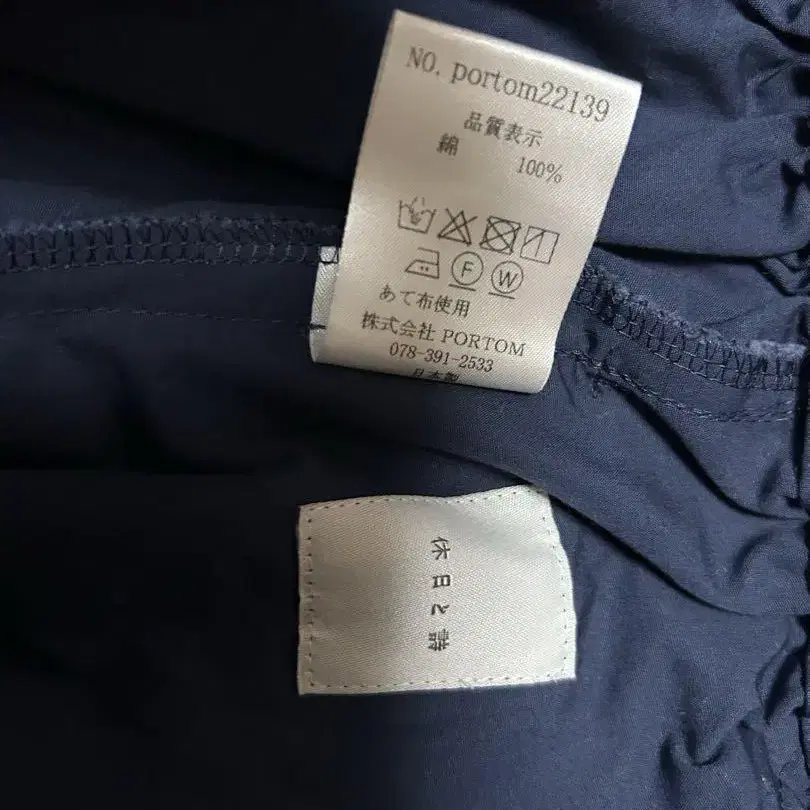 NO. portom22139
品質表示
綿 100%
F W
あて布使用
株式会社 PORTOM
078-391-2533
日本製
休日と詩